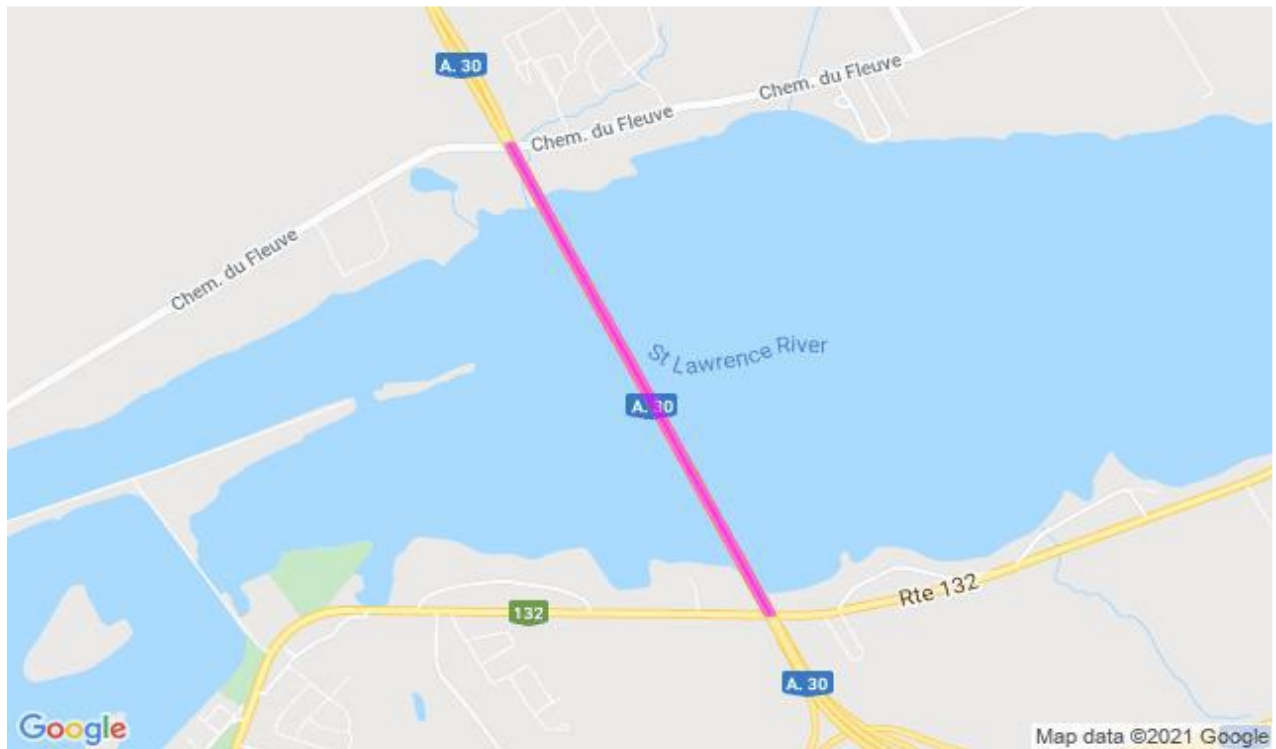 A. 30
Chem. du Fleuve
Chem. du Fleuve
Chem. du Fleuve
St Lawrence River
A. 30
Rte 132
132
A. 30
Google
Map data ©2021 Google